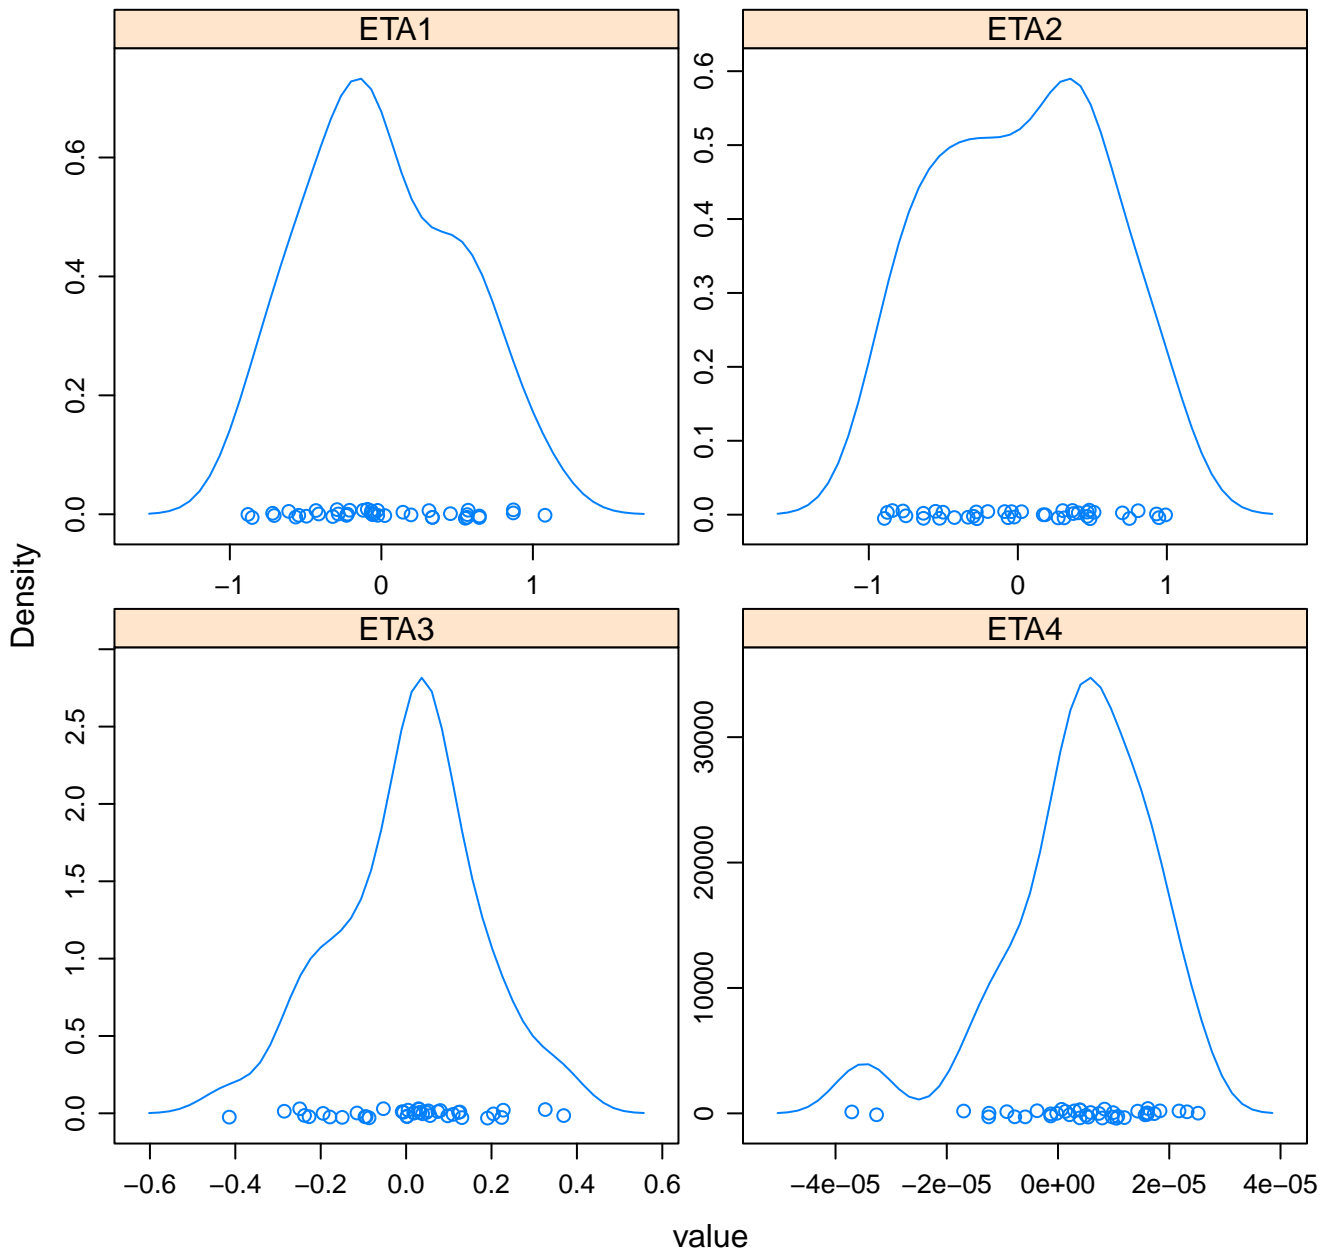 ETA1
ETA2
0.0 0.2 0.4 0.6
0.0 0.1 0.2 0.3 0.4 0.5 0.6
−1 0 1
−1 0 1
Density
ETA3
ETA4
0.0 0.5 1.0 1.5 2.0 2.5
0 10000 20000 30000
−0.6 −0.4 −0.2 0.0 0.2 0.4 0.6
−4e−05 −2e−05 0e+00 2e−05 4e−05
value